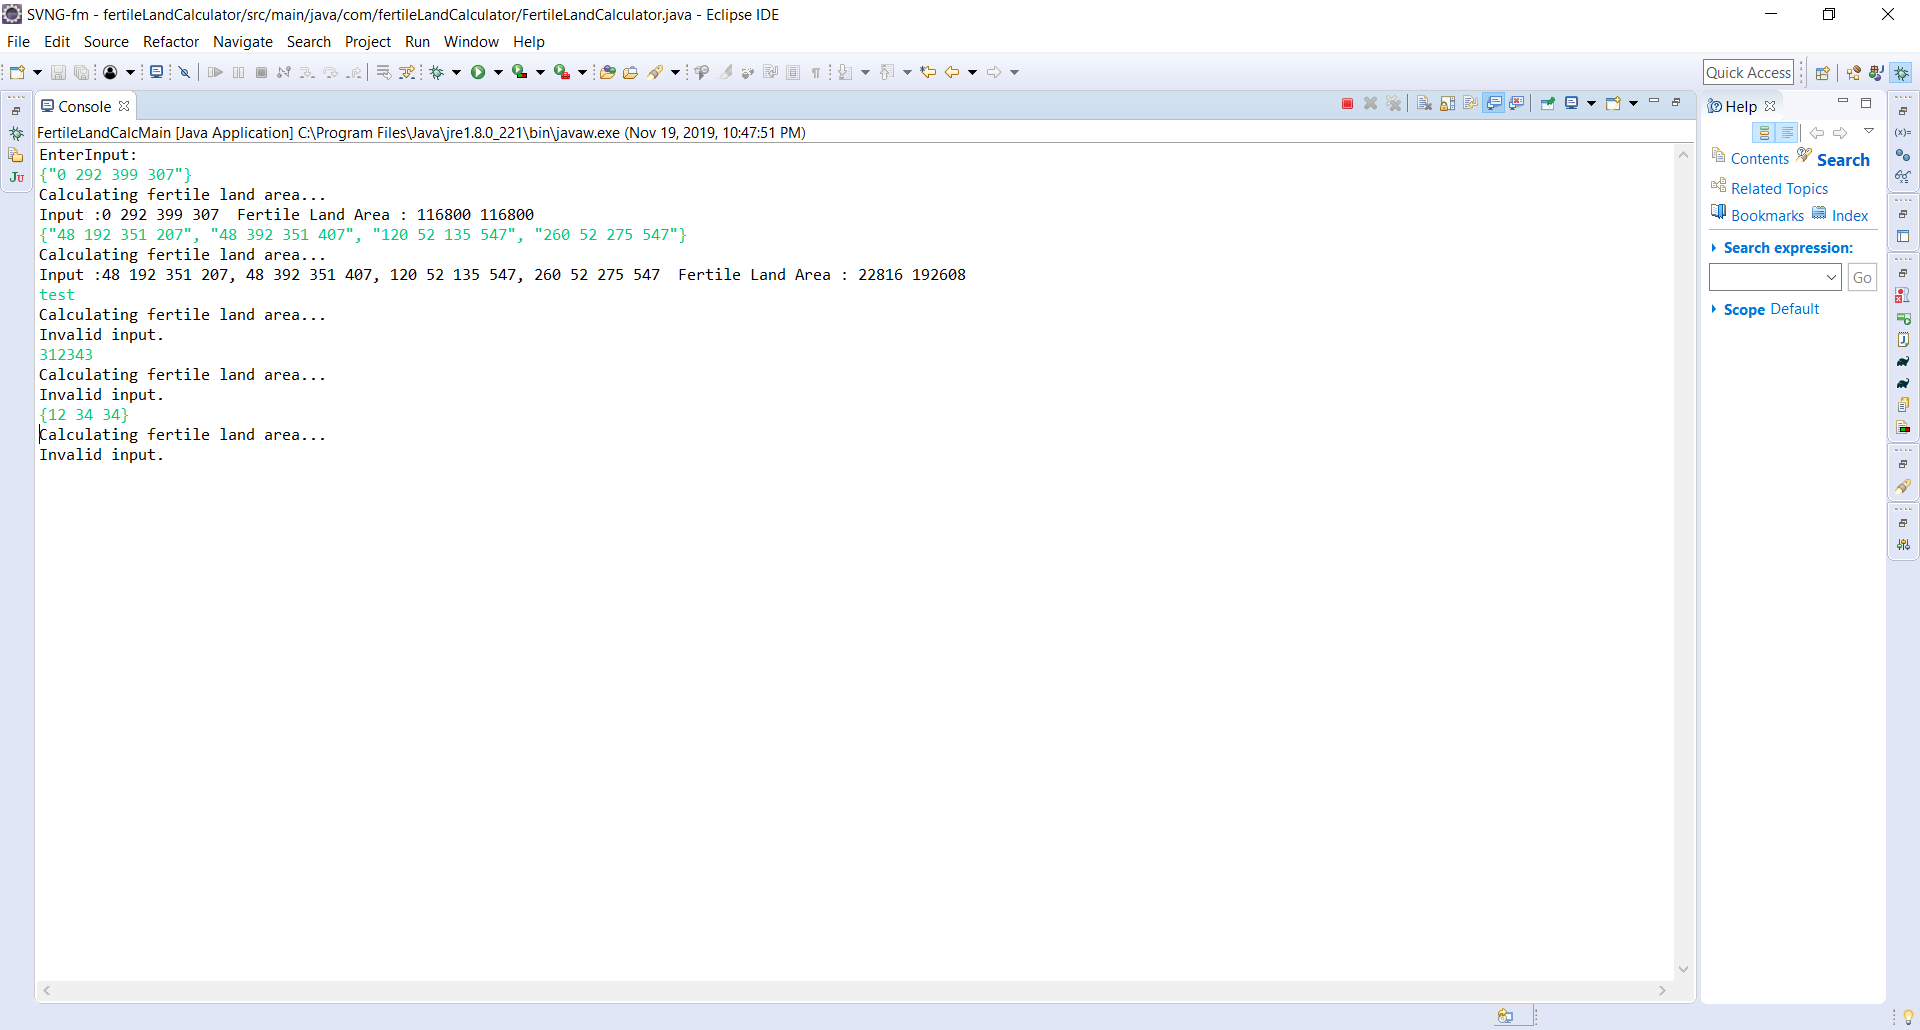 SVNG-fm - fertileLandCalculator/src/main/java/com/fertileLandCalculator/FertileLandCalculator.java - Eclipse IDE
File Edit Source Refactor Navigate Search Project Run Window Help
Quick Access
Console
FertileLandCalcMain [Java Application] C:\Program Files\Java\jre1.8.0_221\bin\javaw.exe (Nov 19, 2019, 10:47:51 PM)
EnterInput:
{"0 292 399 307"}
Calculating fertile land area...
Input :0 292 399 307  Fertile Land Area : 116800 116800
{"48 192 351 207", "48 392 351 407", "120 52 135 547", "260 52 275 547"}
Calculating fertile land area...
Input :48 192 351 207, 48 392 351 407, 120 52 135 547, 260 52 275 547  Fertile Land Area : 22816 192608
test
Calculating fertile land area...
Invalid input.
312343
Calculating fertile land area...
Invalid input.
{12 34 34}
Calculating fertile land area...
Invalid input.
Help
Contents Search
Related Topics
Bookmarks Index
Search expression:
Go
Scope Default